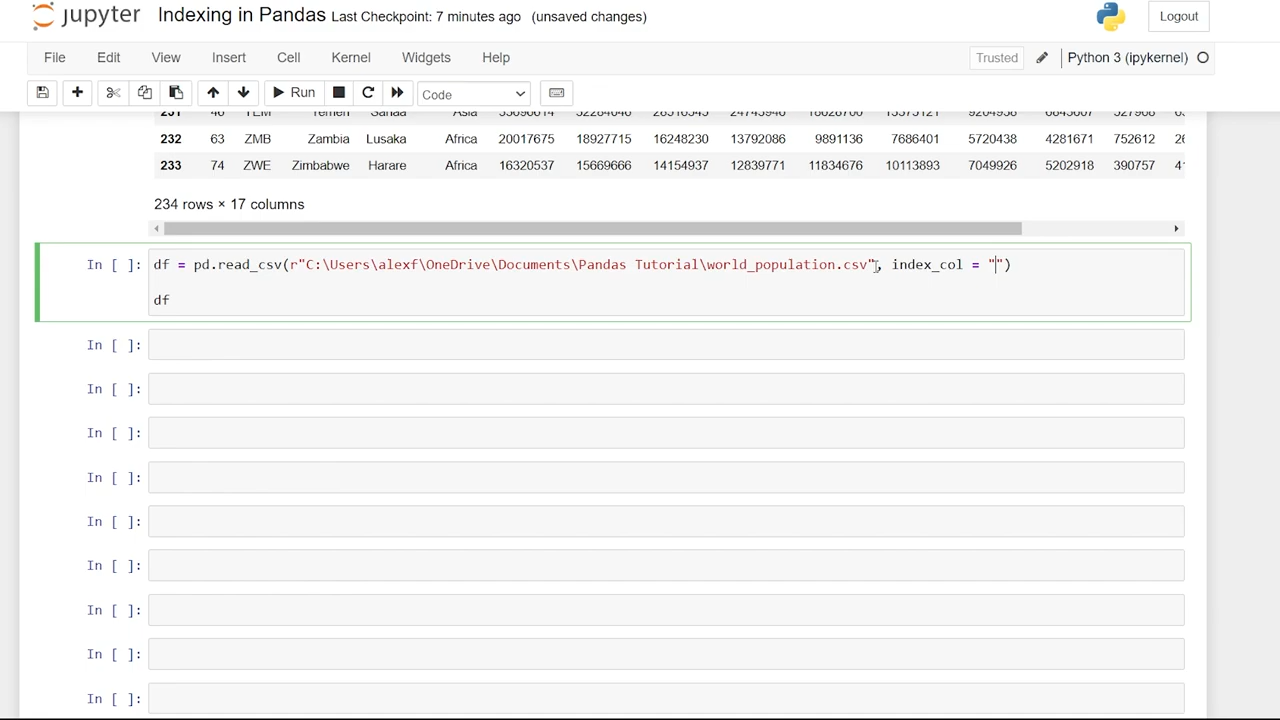 jupyter Indexing in Pandas Last Checkpoint: 7 minutes ago (unsaved changes) Logout
File Edit View Insert Cell Kernel Widgets Help Trusted Python 3 (ipykernel)
Run Code
232 63 ZMB Zambia Lusaka Africa 20017675 18927715 16248230 13792086 9891136 7686401 5720438 4281671 752612 26
233 74 ZWE Zimbabwe Harare Africa 16320537 15669666 14154937 12839771 11834676 10113893 7049926 5202918 390757 41
234 rows × 17 columns
In [ ]: df = pd.read_csv(r"C:\Users\alexf\OneDrive\Documents\Pandas Tutorial\world_population.csv", index_col = "")
df
In [ ]:
In [ ]:
In [ ]:
In [ ]:
In [ ]:
In [ ]:
In [ ]:
In [ ]:
In [ ]: